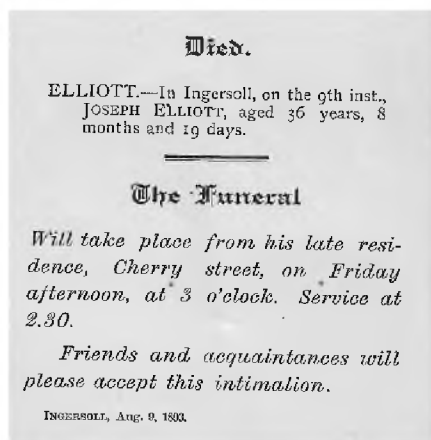 Died.
ELLIOTT.—In Ingersoll, on the 9th inst.,
JOSEPH ELLIOTT, aged 36 years, 8
months and 19 days.
The Funeral
Will take place from his late resi-
dence, Cherry street, on Friday
afternoon, at 3 o'clock. Service at
2.30.
Friends and acquaintances will
please accept this intimation.
INGERSOLL, Aug. 9, 1893.